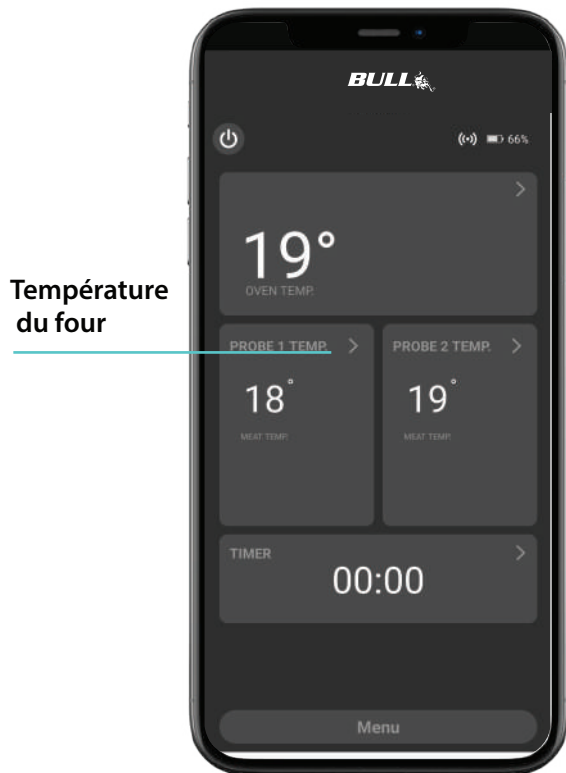 BULL
66%
19°
OVEN TEMP.
Température
du four
PROBE 1 TEMP.
PROBE 2 TEMP.
18°
19°
MEAT TEMP.
MEAT TEMP.
TIMER
00:00
Menu